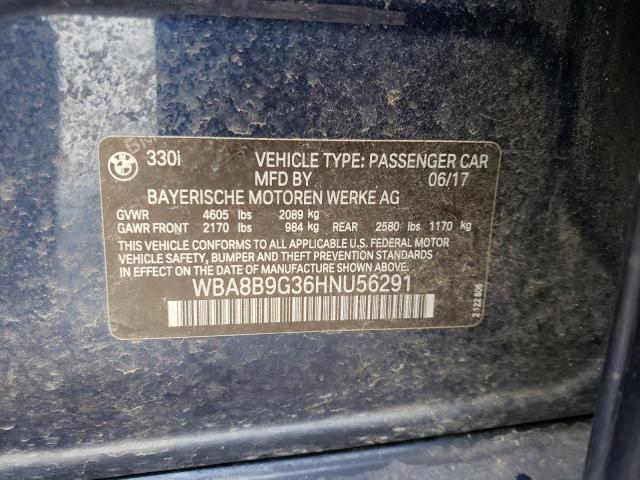 330i VEHICLE TYPE: PASSENGER CAR
MFD BY 06/17
BAYERISCHE MOTOREN WERKE AG
GVWR 4605 lbs 2089 kg
GAWR FRONT 2170 lbs 984 kg REAR 2580 lbs 1170 kg
THIS VEHICLE CONFORMS TO ALL APPLICABLE U.S. FEDERAL MOTOR
VEHICLE SAFETY, BUMPER AND THEFT PREVENTION STANDARDS
IN EFFECT ON THE DATE OF MANUFACTURE SHOWN ABOVE.
WBA8B9G36HNU56291